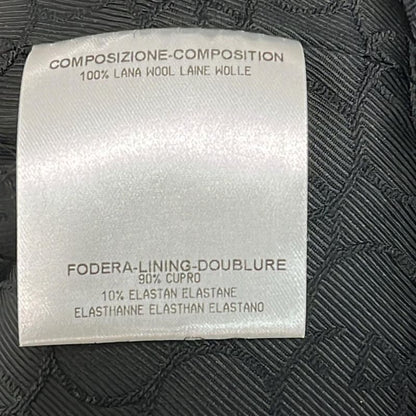 COMPOSIZIONE-COMPOSITION
100% LANA WOOL LAINE WOLLE
FODERA-LINING-DOUBLURE
90% CUPRO
10% ELASTAN ELASTANE
ELASTHANNE ELASTHAN ELASTANO